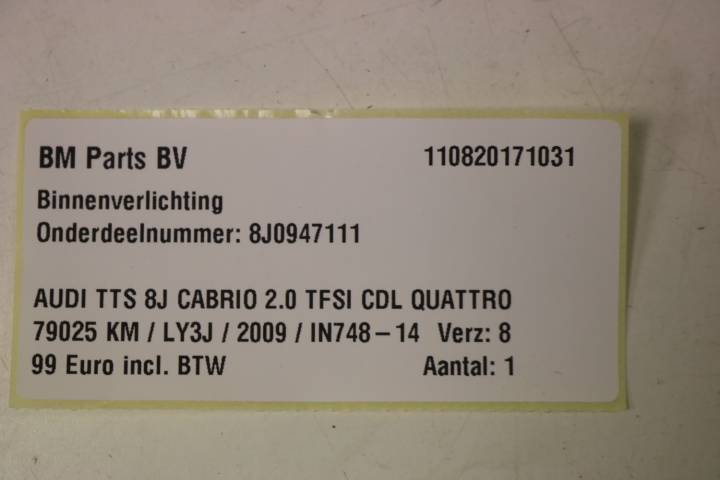 BM Parts BV 110820171031
Binnenverlichting
Onderdeelnummer: 8J0947111
AUDI TTS 8J CABRIO 2.0 TFSI CDL QUATTRO
79025 KM / LY3J / 2009 / IN748-14 Verz: 8
99 Euro incl. BTW Aantal: 1